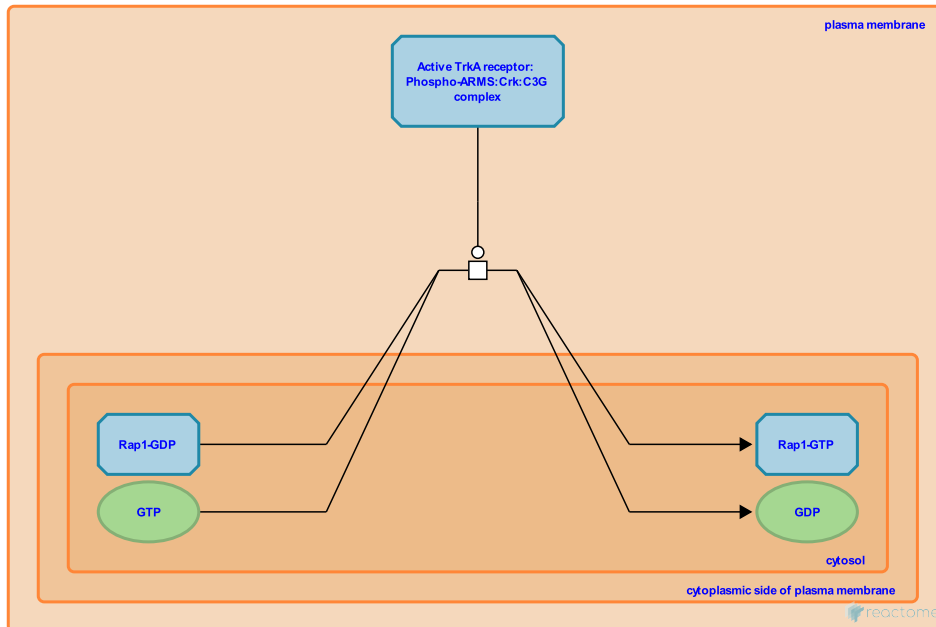 plasma membrane
Active TrkA receptor:
Phospho-ARMS:Crk:C3G
complex
Rap1-GDP
Rap1-GTP
GTP
GDP
cytosol
cytoplasmic side of plasma membrane
reactome